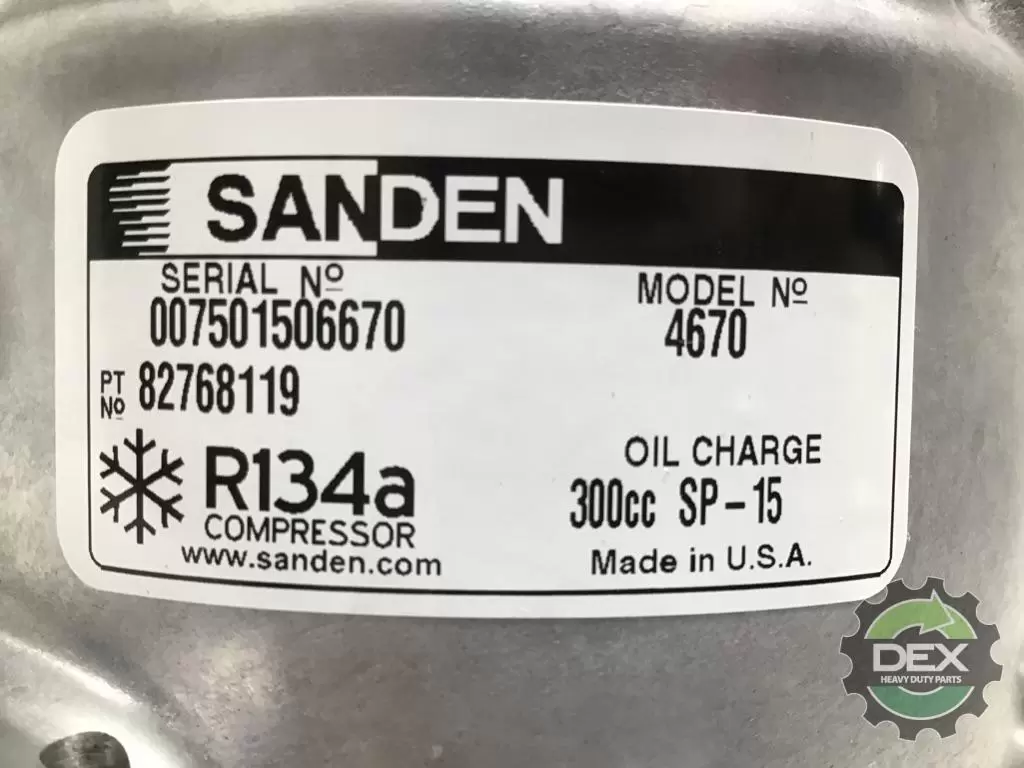 SANDEN
SERIAL Nº
007501506670
MODEL Nº
4670
PT Nº 82768119
R134a
COMPRESSOR
www.sanden.com
OIL CHARGE
300cc SP-15
Made in U.S.A.
DEX
HEAVY DUTY PARTS